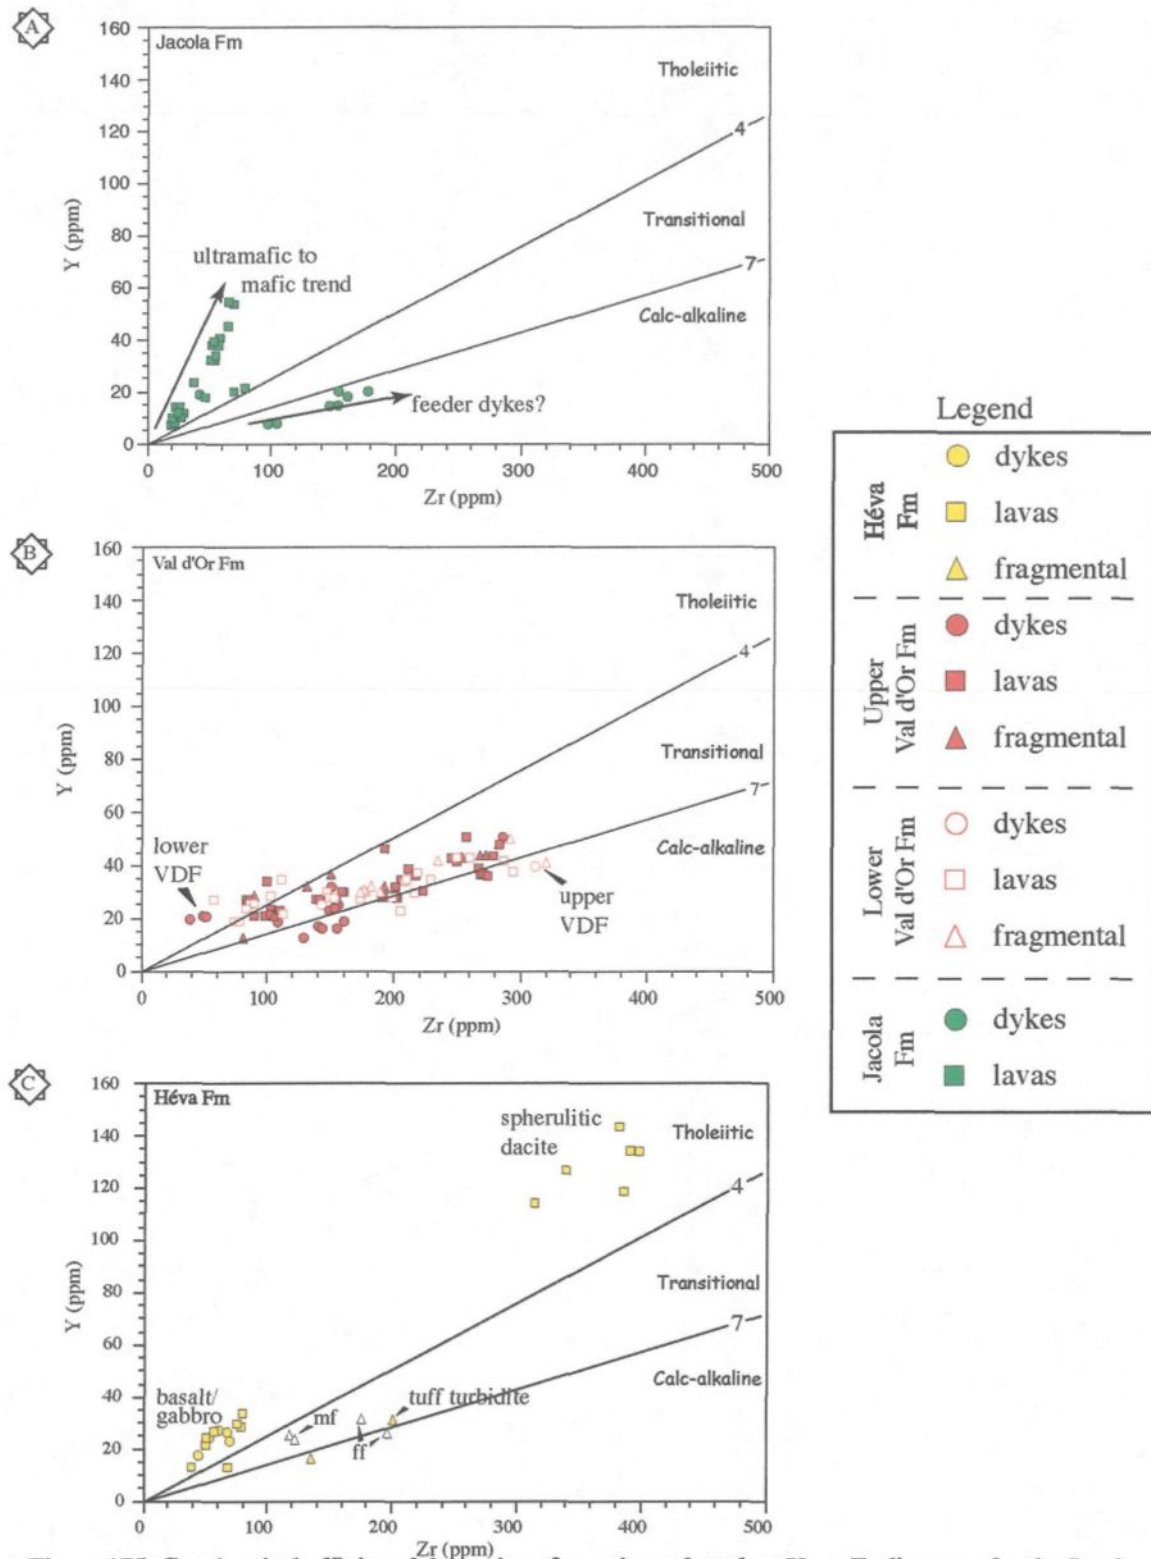 A
Jacola Fm
160
140
120
100
80
60
40
20
0
Y (ppm)
Tholeiitic
4
Transitional
7
Calc-alkaline
ultramafic to
mafic trend
feeder dykes?
0
100
200
300
400
500
Zr (ppm)
B
Val d'Or Fm
160
140
120
100
80
60
40
20
0
Y (ppm)
Tholeiitic
4
Transitional
7
Calc-alkaline
lower
VDF
upper
VDF
0
100
200
300
400
500
Zr (ppm)
C
Héva Fm
160
140
120
100
80
60
40
20
0
Y (ppm)
spherulitic
dacite
Tholeiitic
4
Transitional
7
Calc-alkaline
basalt/
gabbro
mf
ff
tuff turbidite
0
100
200
300
400
500
Zr (ppm)
Legend
Héva
Fm
dykes
lavas
fragmental
Upper
Val d'Or Fm
dykes
lavas
fragmental
Lower
Val d'Or Fm
dykes
lavas
fragmental
Jacola
Fm
dykes
lavas